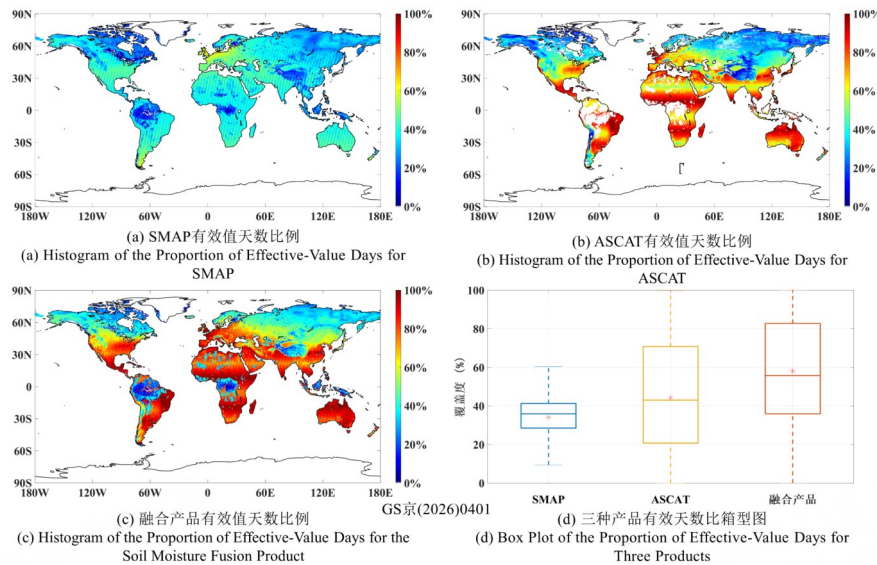 90N
60N
30N
0
30S
60S
90S
180W 120W 60W 0 60E 120E 180E
100%
80%
60%
40%
20%
0%
(a) SMAP有效值天数比例
(a) Histogram of the Proportion of Effective-Value Days for
SMAP
90N
60N
30N
0
30S
60S
90S
180W 120W 60W 0 60E 120E 180E
100%
80%
60%
40%
20%
0%
(b) ASCAT有效值天数比例
(b) Histogram of the Proportion of Effective-Value Days for
ASCAT
90N
60N
30N
0
30S
60S
90S
180W 120W 60W 0 60E 120E 180E
100%
80%
60%
40%
20%
0%
(c) 融合产品有效值天数比例
(c) Histogram of the Proportion of Effective-Value Days for the
Soil Moisture Fusion Product
GS京(2026)0401
覆盖度 (%)
100
80
60
40
20
0
SMAP ASCAT 融合产品
(d) 三种产品有效天数比箱型图
(d) Box Plot of the Proportion of Effective-Value Days for
Three Products